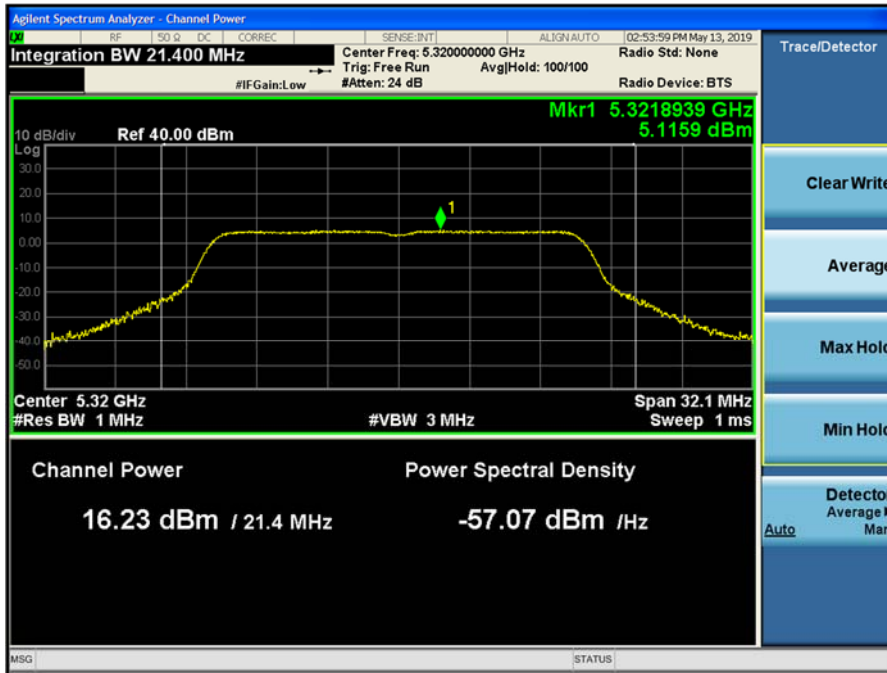 Agilent Spectrum Analyzer - Channel Power
LXI RF 50 Ω DC CORREC SENSE:INT ALIGN AUTO 02:53:59 PM May 13, 2019
Integration BW 21.400 MHz
Center Freq: 5.320000000 GHz
Radio Std: None
Trig: Free Run Avg|Hold: 100/100
#IFGain:Low #Atten: 24 dB Radio Device: BTS
Mkr1 5.3218939 GHz
5.1159 dBm
10 dB/div Ref 40.00 dBm
Log
30.0
20.0
10.0
0.00
-10.0
-20.0
-30.0
-40.0
-50.0
1
Center 5.32 GHz Span 32.1 MHz
#Res BW 1 MHz #VBW 3 MHz Sweep 1 ms
Channel Power Power Spectral Density
16.23 dBm / 21.4 MHz -57.07 dBm /Hz
MSG STATUS
Trace/Detector
Clear Write
Average
Max Hold
Min Hold
Detecto
Average
Auto Man